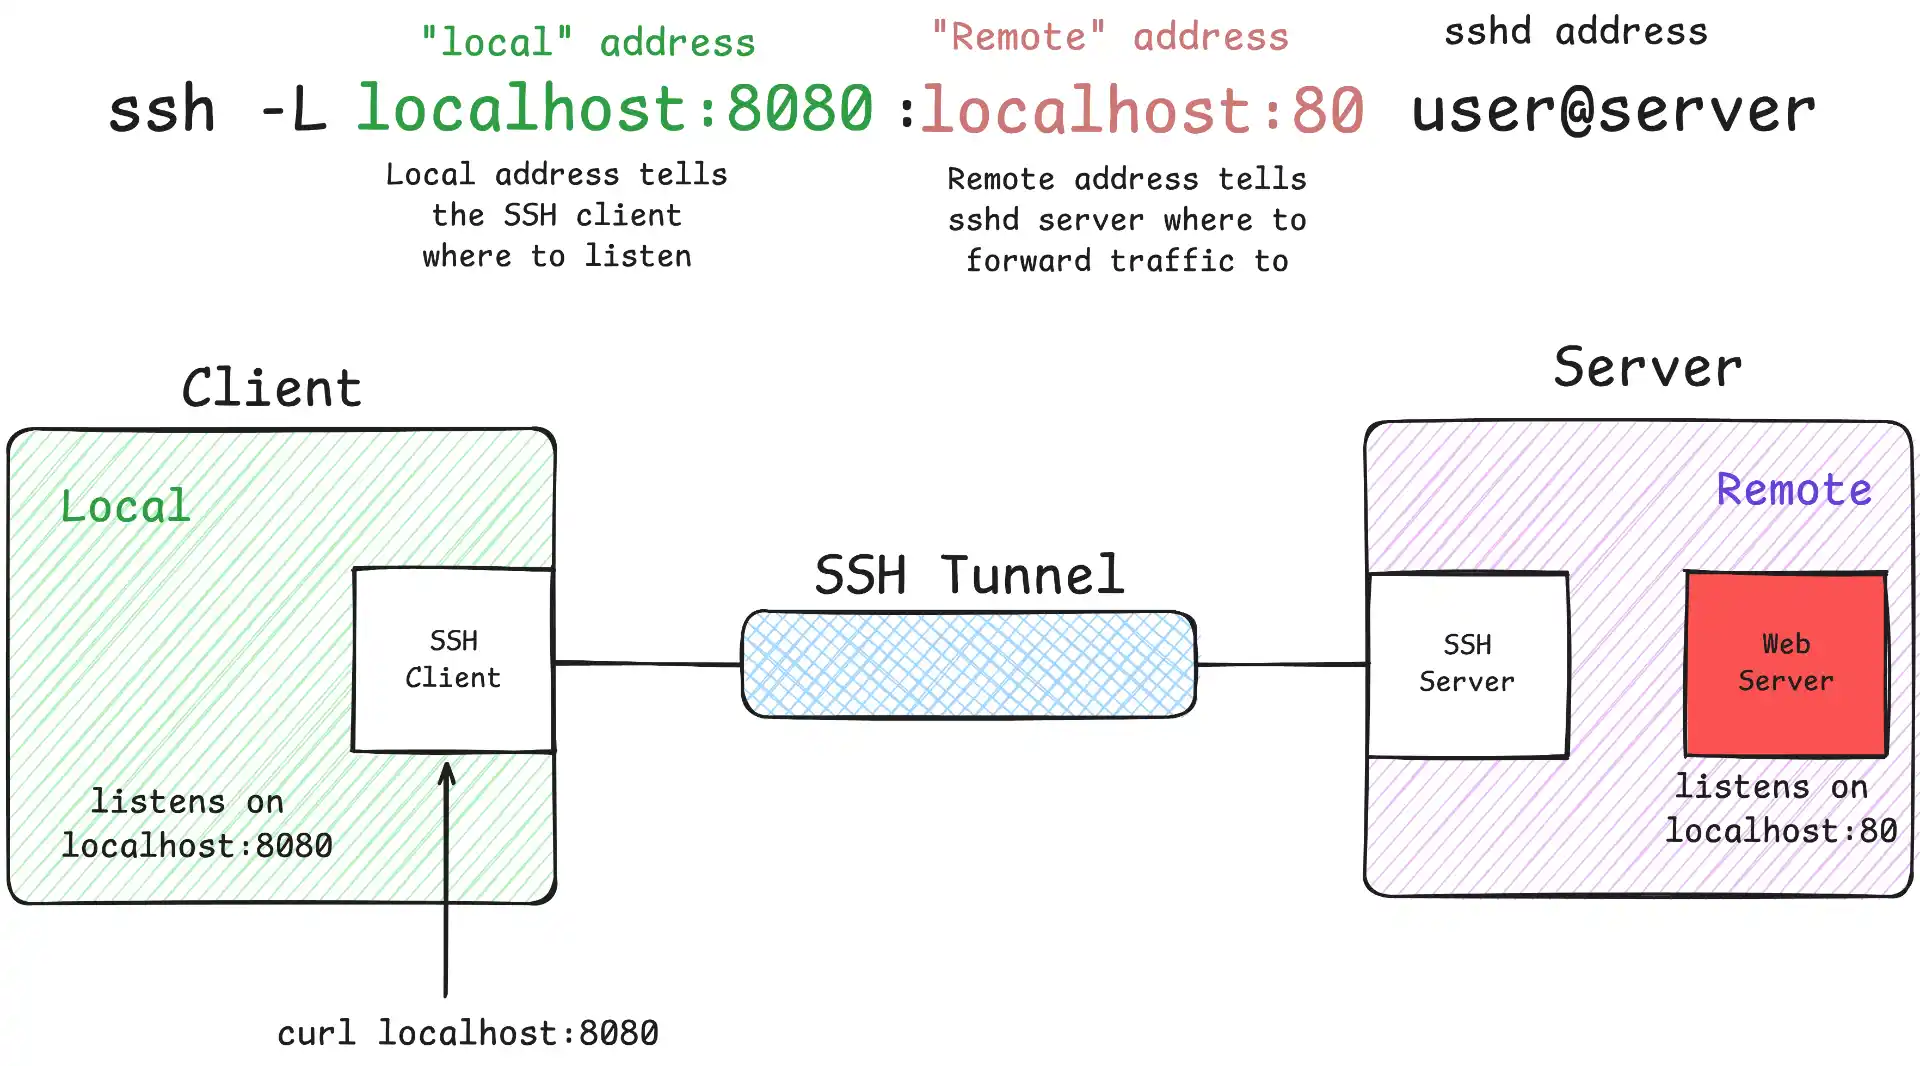 "local" address
"Remote" address
sshd address
ssh -L localhost:8080 :localhost:80 user@server
Local address tells
the SSH client
where to listen
Remote address tells
sshd server where to
forward traffic to
Client
Server
Local
Remote
SSH Tunnel
SSH
Client
SSH
Server
Web
Server
listens on
localhost:8080
listens on
localhost:80
curl localhost:8080